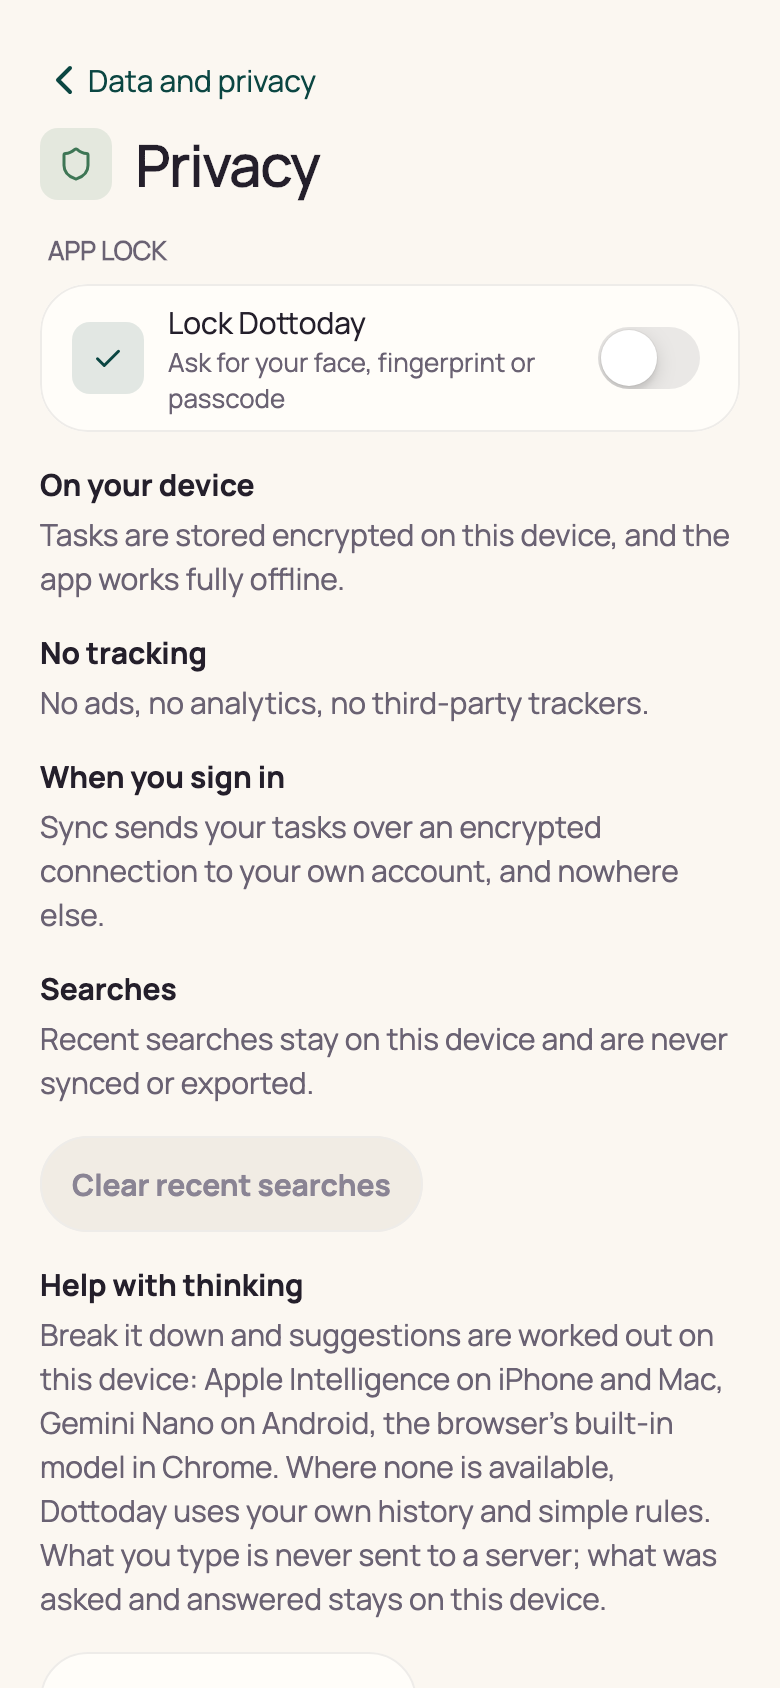 Data and privacy
Privacy
APP LOCK
Lock Dottoday
Ask for your face, fingerprint or
passcode
On your device
Tasks are stored encrypted on this device, and the
app works fully offline.
No tracking
No ads, no analytics, no third-party trackers.
When you sign in
Sync sends your tasks over an encrypted
connection to your own account, and nowhere
else.
Searches
Recent searches stay on this device and are never
synced or exported.
Clear recent searches
Help with thinking
Break it down and suggestions are worked out on
this device: Apple Intelligence on iPhone and Mac,
Gemini Nano on Android, the browser’s built-in
model in Chrome. Where none is available,
Dottoday uses your own history and simple rules.
What you type is never sent to a server; what was
asked and answered stays on this device.